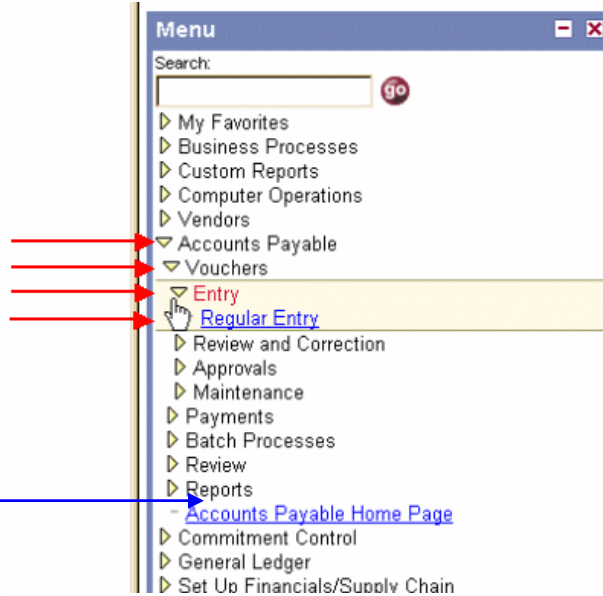 Menu
Search:
go
My Favorites
Business Processes
Custom Reports
Computer Operations
Vendors
Accounts Payable
Vouchers
Entry
Regular Entry
Review and Correction
Approvals
Maintenance
Payments
Batch Processes
Review
Reports
Accounts Payable Home Page
Commitment Control
General Ledger
Set Up Financials/Supply Chain